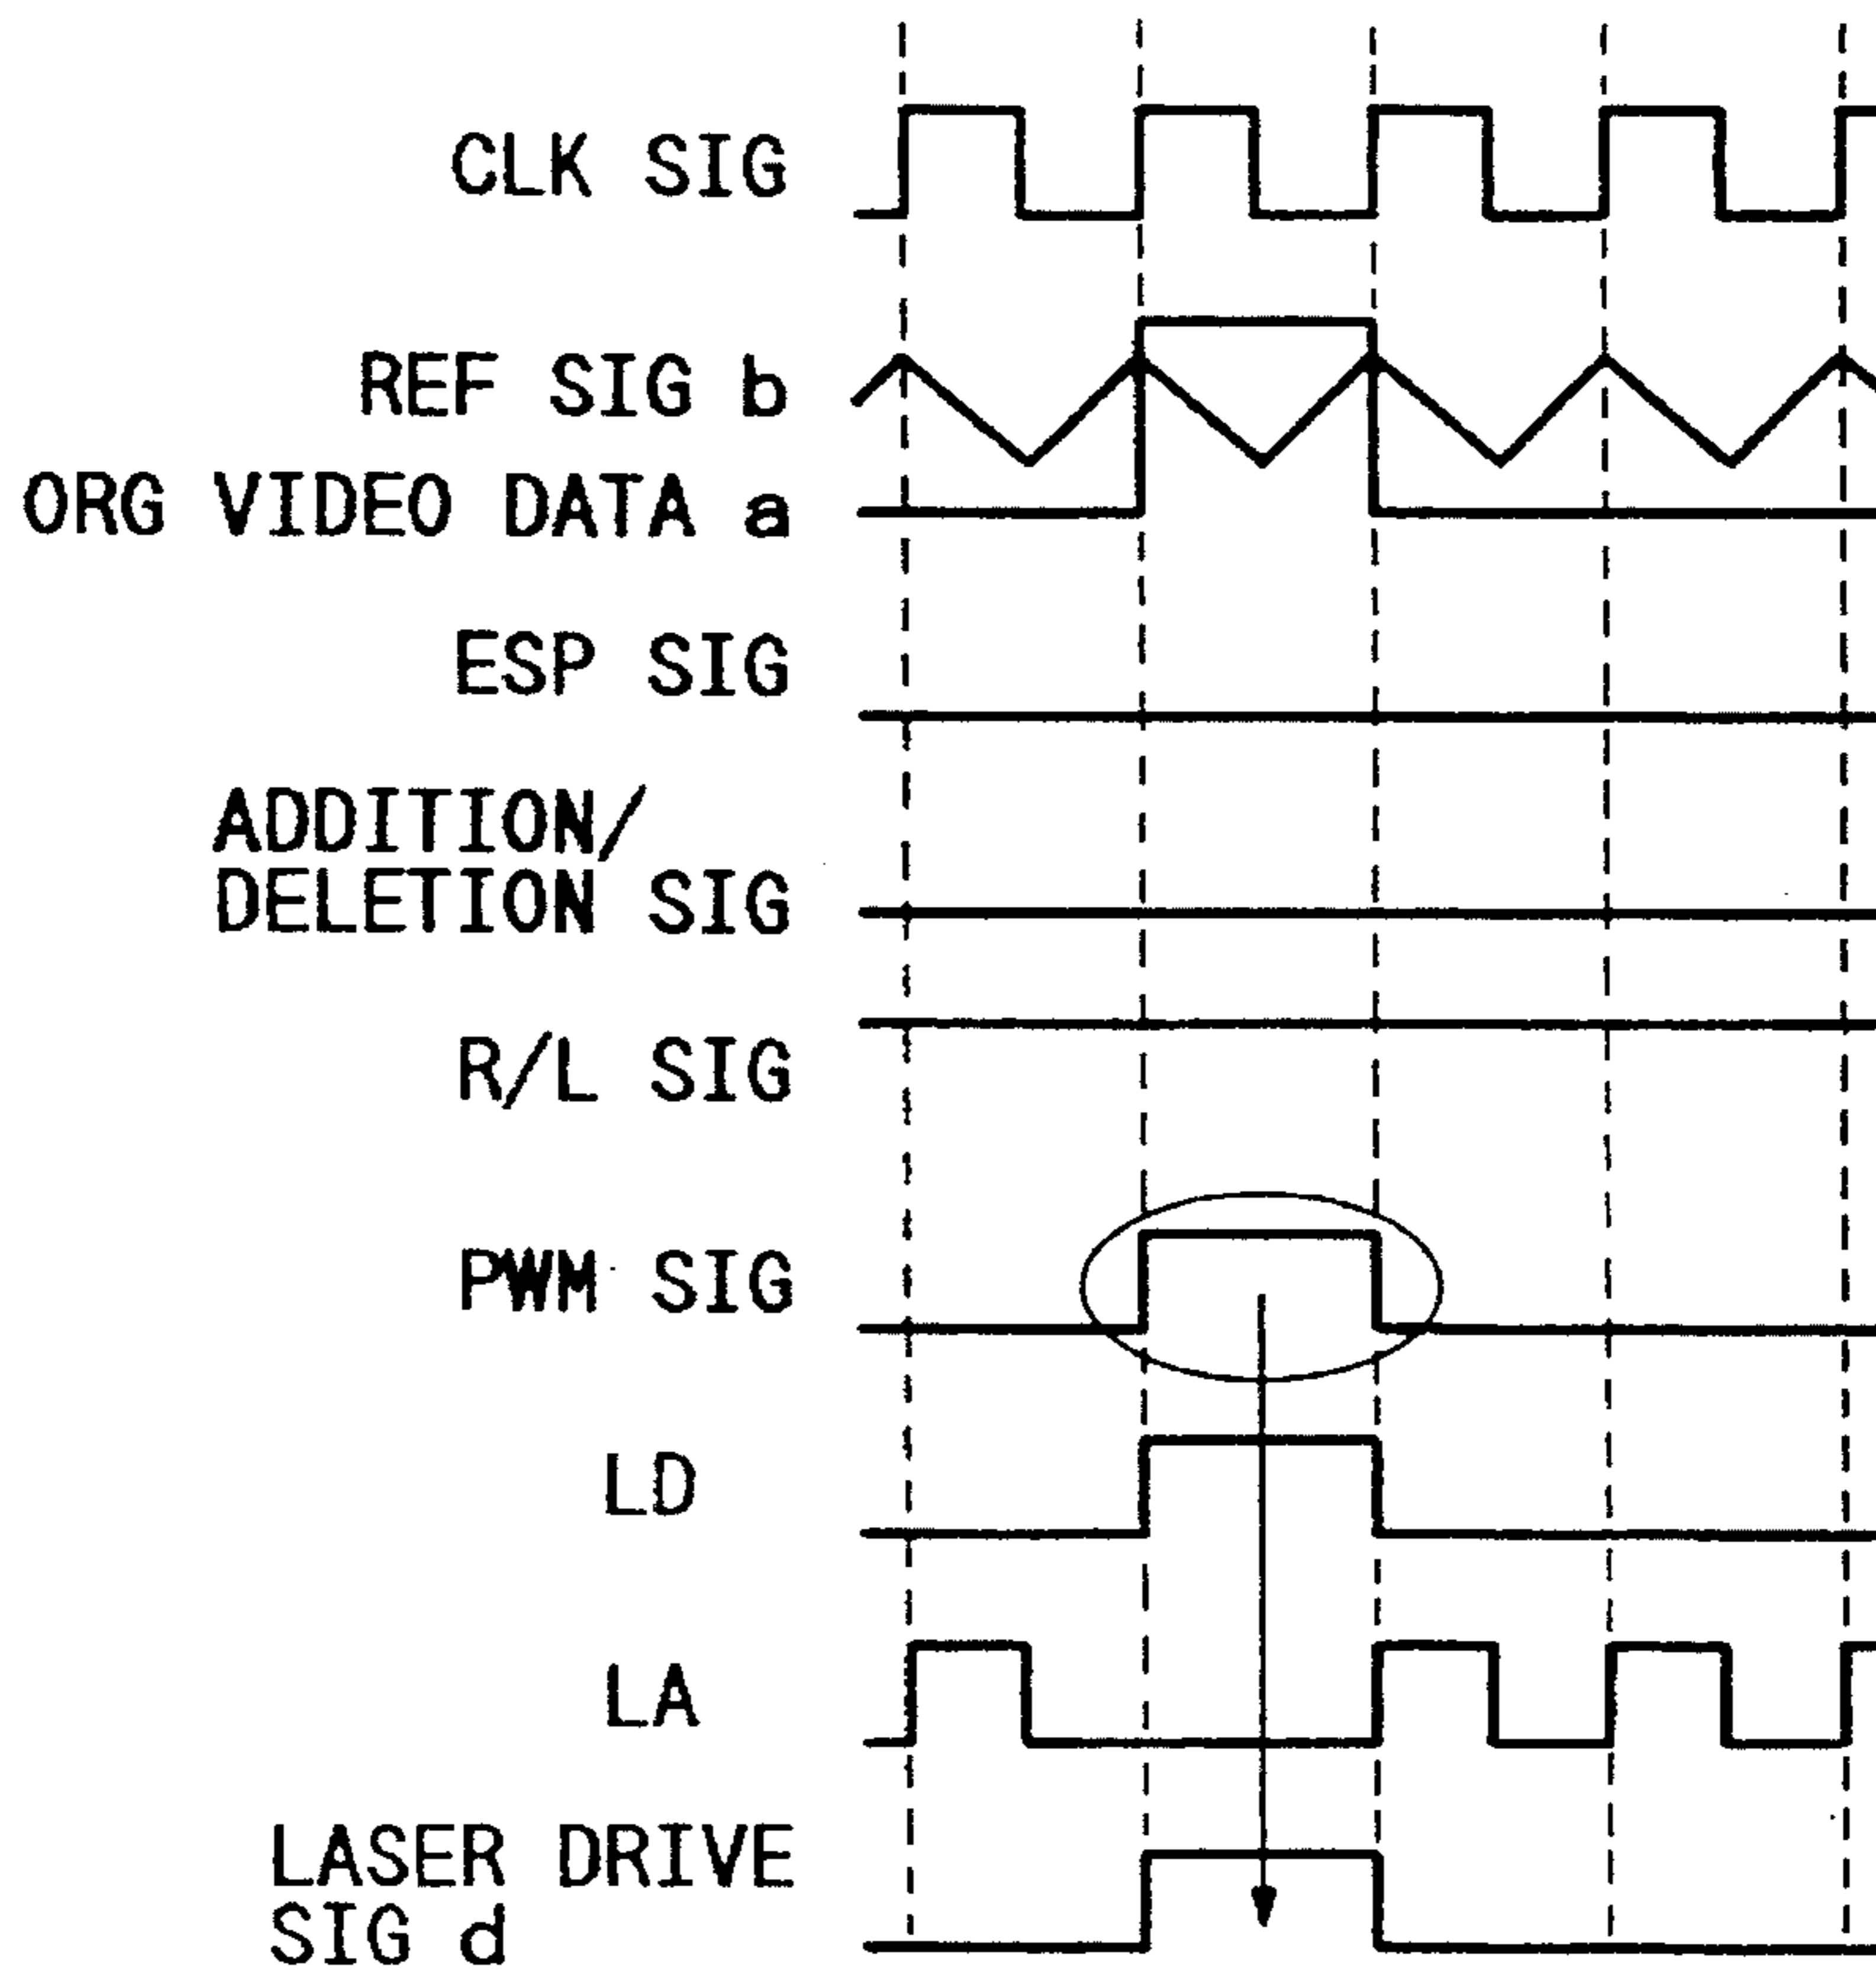 CLK SIG
REF SIG b
ORG VIDEO DATA a
ESP SIG
ADDITION/
DELETION SIG
R/L SIG
PWM SIG
LD
LA
LASER DRIVE
SIG d